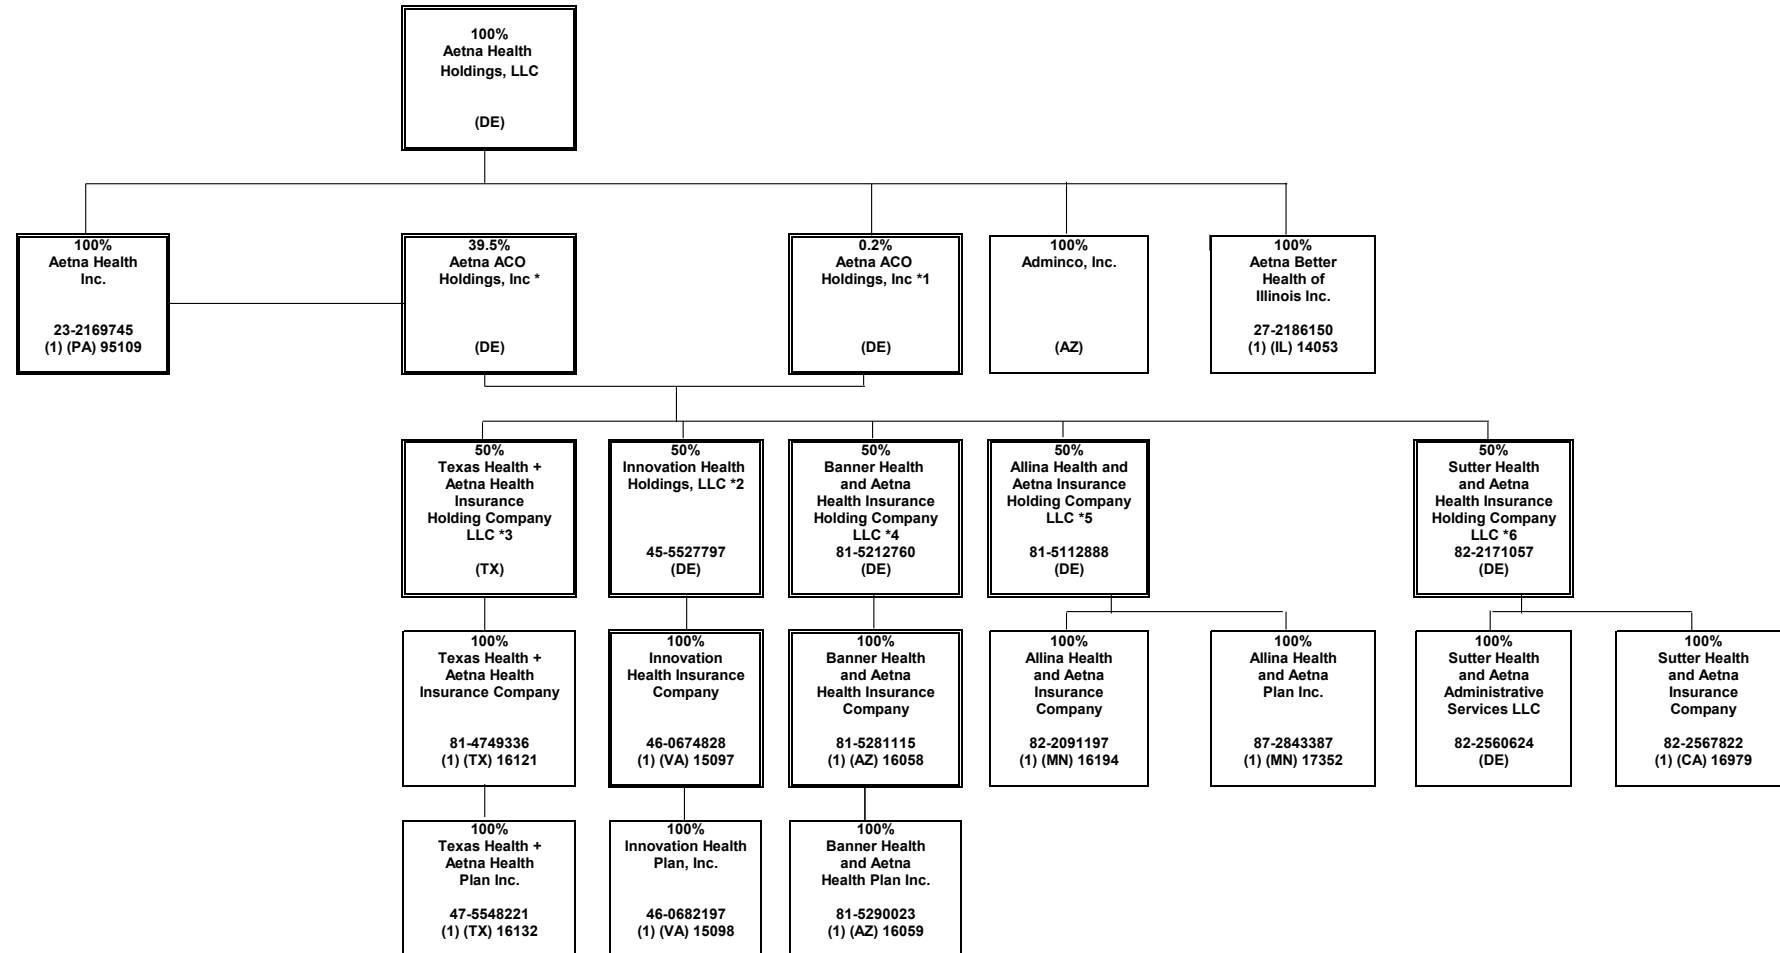 100%
Aetna Health
Holdings, LLC
(DE)
100%
Aetna Health
Inc.
23-2169745
(1) (PA) 95109
39.5%
Aetna ACO
Holdings, Inc *
(DE)
0.2%
Aetna ACO
Holdings, Inc *1
(DE)
100%
Adminco, Inc.
(AZ)
100%
Aetna Better
Health of
Illinois Inc.
27-2186150
(1) (IL) 14053
50%
Texas Health +
Aetna Health
Insurance
Holding Company
LLC *3
(TX)
50%
Innovation Health
Holdings, LLC *2
45-5527797
(DE)
50%
Banner Health
and Aetna
Health Insurance
Holding Company
LLC *4
81-5212760
(DE)
50%
Allina Health and
Aetna Insurance
Holding Company
LLC *5
81-5112888
(DE)
50%
Sutter Health
and Aetna
Health Insurance
Holding Company
LLC *6
82-2171057
(DE)
100%
Texas Health +
Aetna Health
Insurance Company
81-4749336
(1) (TX) 16121
100%
Innovation
Health Insurance
Company
46-0674828
(1) (VA) 15097
100%
Banner Health
and Aetna
Health Insurance
Company
81-5281115
(1) (AZ) 16058
100%
Allina Health
and Aetna
Insurance
Company
82-2091197
(1) (MN) 16194
100%
Allina Health
and Aetna
Plan Inc.
87-2843387
(1) (MN) 17352
100%
Sutter Health
and Aetna
Administrative
Services LLC
82-2560624
(DE)
100%
Sutter Health
and Aetna
Insurance
Company
82-2567822
(1) (CA) 16979
100%
Texas Health +
Aetna Health
Plan Inc.
47-5548221
(1) (TX) 16132
100%
Innovation Health
Plan, Inc.
46-0682197
(1) (VA) 15098
100%
Banner Health
and Aetna
Health Plan Inc.
81-5290023
(1) (AZ) 16059